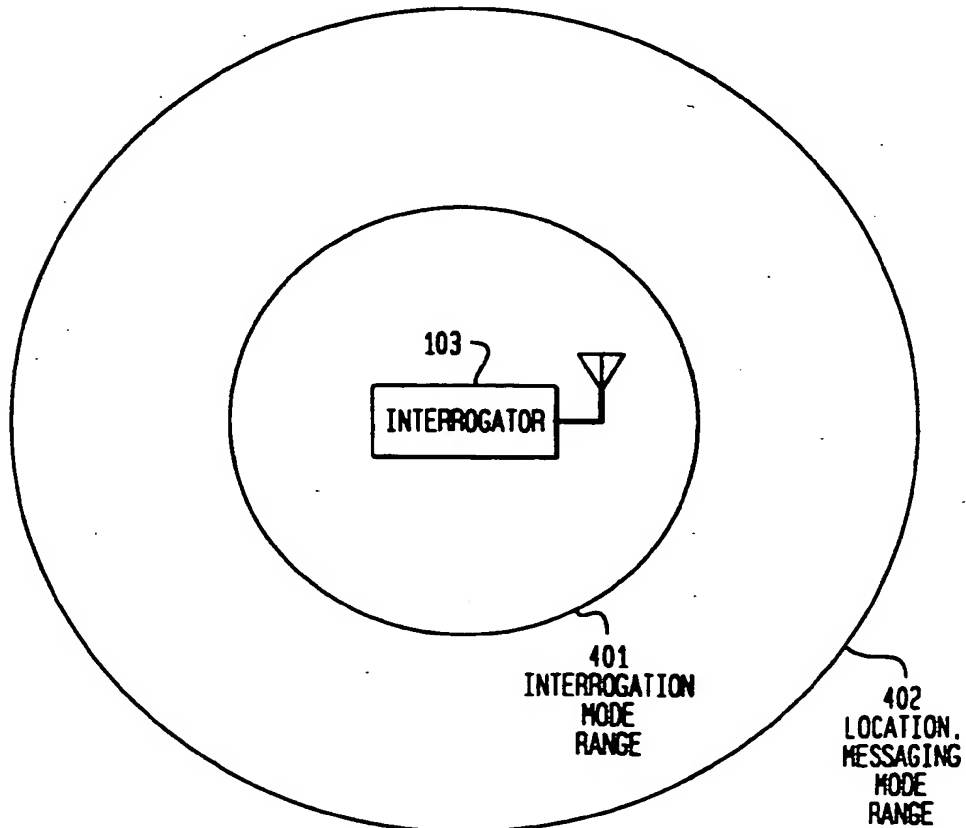 103
INTERROGATOR
401
INTERROGATION
MODE
RANGE
402
LOCATION.
MESSAGING
MODE
RANGE